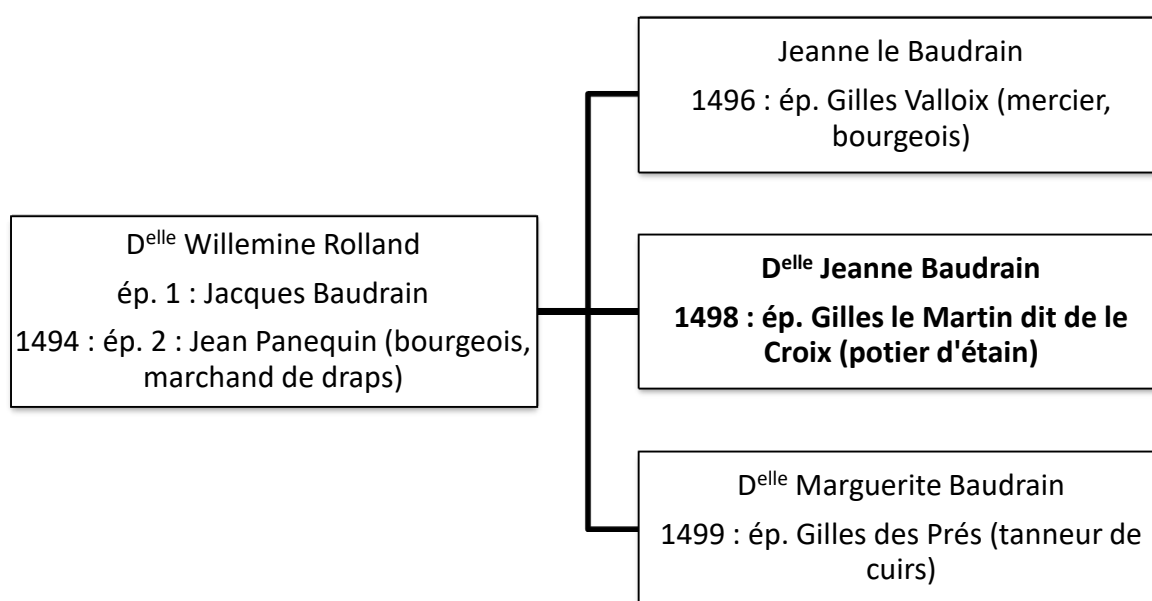 Jeanne le Baudrain
1496 : ép. Gilles Valloix (mercier,
bourgeois)
Delle Willemine Rolland
ép. 1 : Jacques Baudrain
1494 : ép. 2 : Jean Panequin (bourgeois,
marchand de draps)
Delle Jeanne Baudrain
1498 : ép. Gilles le Martin dit de le
Croix (potier d'étain)
Delle Marguerite Baudrain
1499 : ép. Gilles des Prés (tanneur de
cuirs)